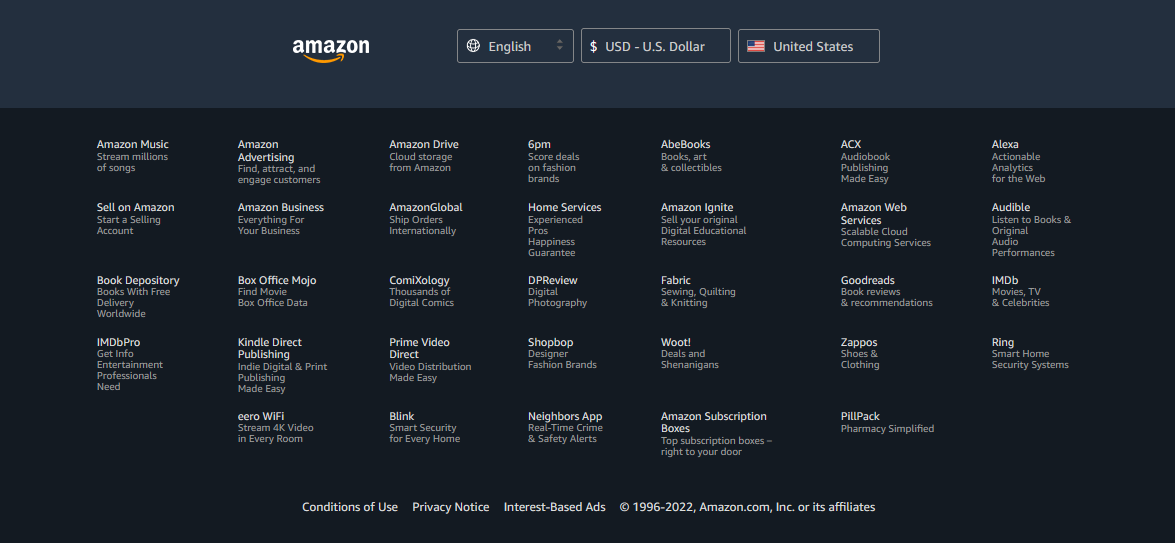 amazon
English
$ USD - U.S. Dollar
United States
Amazon Music
Stream millions
of songs
Amazon
Advertising
Find, attract, and
engage customers
Amazon Drive
Cloud storage
from Amazon
6pm
Score deals
on fashion
brands
AbeBooks
Books, art
& collectibles
ACX
Audiobook
Publishing
Made Easy
Alexa
Actionable
Analytics
for the Web
Sell on Amazon
Start a Selling
Account
Amazon Business
Everything For
Your Business
AmazonGlobal
Ship Orders
Internationally
Home Services
Experienced
Pros
Happiness
Guarantee
Amazon Ignite
Sell your original
Digital Educational
Resources
Amazon Web
Services
Scalable Cloud
Computing Services
Audible
Listen to Books &
Original
Audio
Performances
Book Depository
Books With Free
Delivery
Worldwide
Box Office Mojo
Find Movie
Box Office Data
ComiXology
Thousands of
Digital Comics
DPReview
Digital
Photography
Fabric
Sewing, Quilting
& Knitting
Goodreads
Book reviews
& recommendations
IMDb
Movies, TV
& Celebrities
IMDbPro
Get Info
Entertainment
Professionals
Need
Kindle Direct
Publishing
Indie Digital & Print
Publishing
Made Easy
Prime Video
Direct
Video Distribution
Made Easy
Shopbop
Designer
Fashion Brands
Woot!
Deals and
Shenanigans
Zappos
Shoes &
Clothing
Ring
Smart Home
Security Systems
eero WiFi
Stream 4K Video
in Every Room
Blink
Smart Security
for Every Home
Neighbors App
Real-Time Crime
& Safety Alerts
Amazon Subscription
Boxes
Top subscription boxes –
right to your door
PillPack
Pharmacy Simplified
Conditions of Use
Privacy Notice
Interest-Based Ads
© 1996-2022, Amazon.com, Inc. or its affiliates